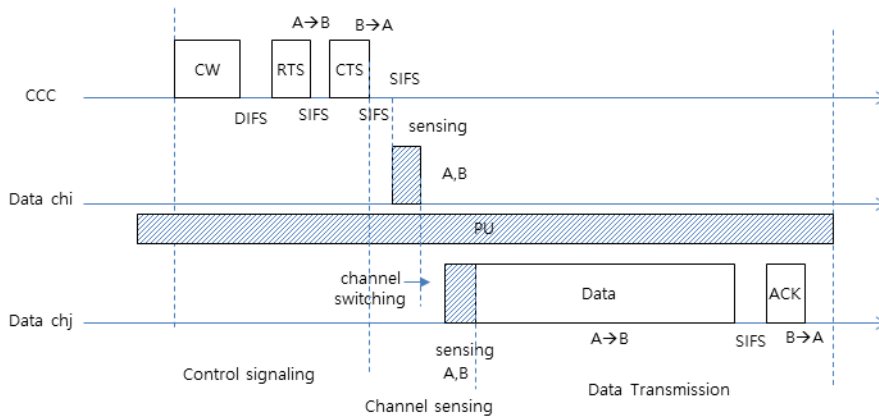 A→B
B→A
CW
RTS
CTS
SIFS
CCC
DIFS
SIFS
SIFS
sensing
A,B
Data chi
PU
channel
switching
Data
ACK
Data chj
sensing
A,B
A→B
SIFS
B→A
Control signaling
Data Transmission
Channel sensing